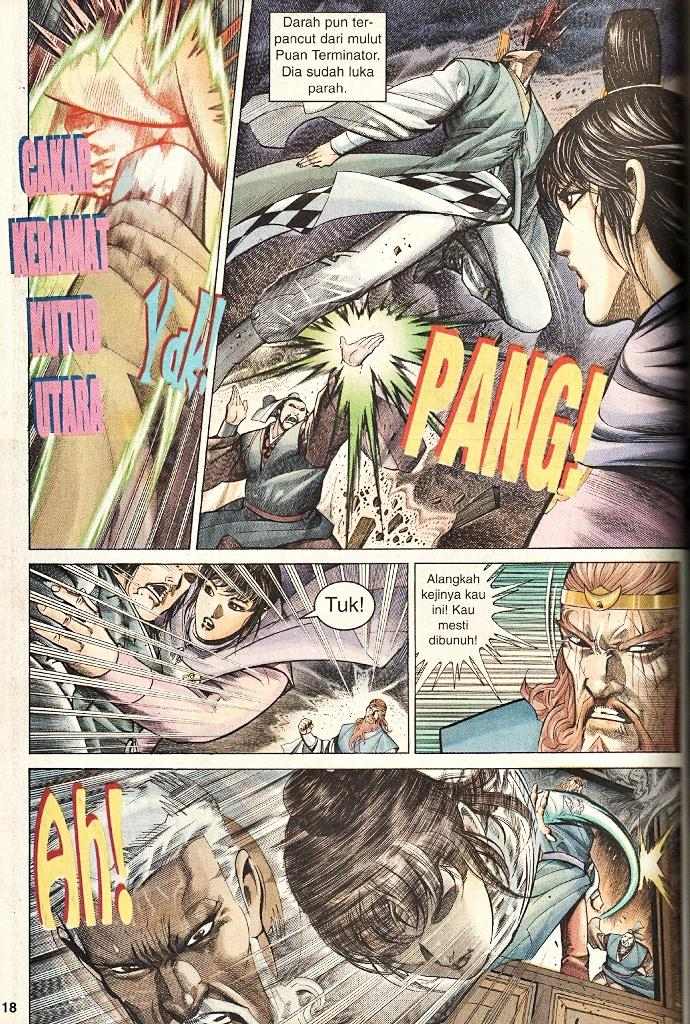 Darah pun ter-
pancut dari mulut
Puan Terminator.
Dia sudah luka
parah.
CAKAR
KERAMAT
KUTUB
UTARA
Yak!
PANG!
Tuk!
Alangkah
kejinya kau
ini! Kau
mesti
dibunuh!
Ah!
18